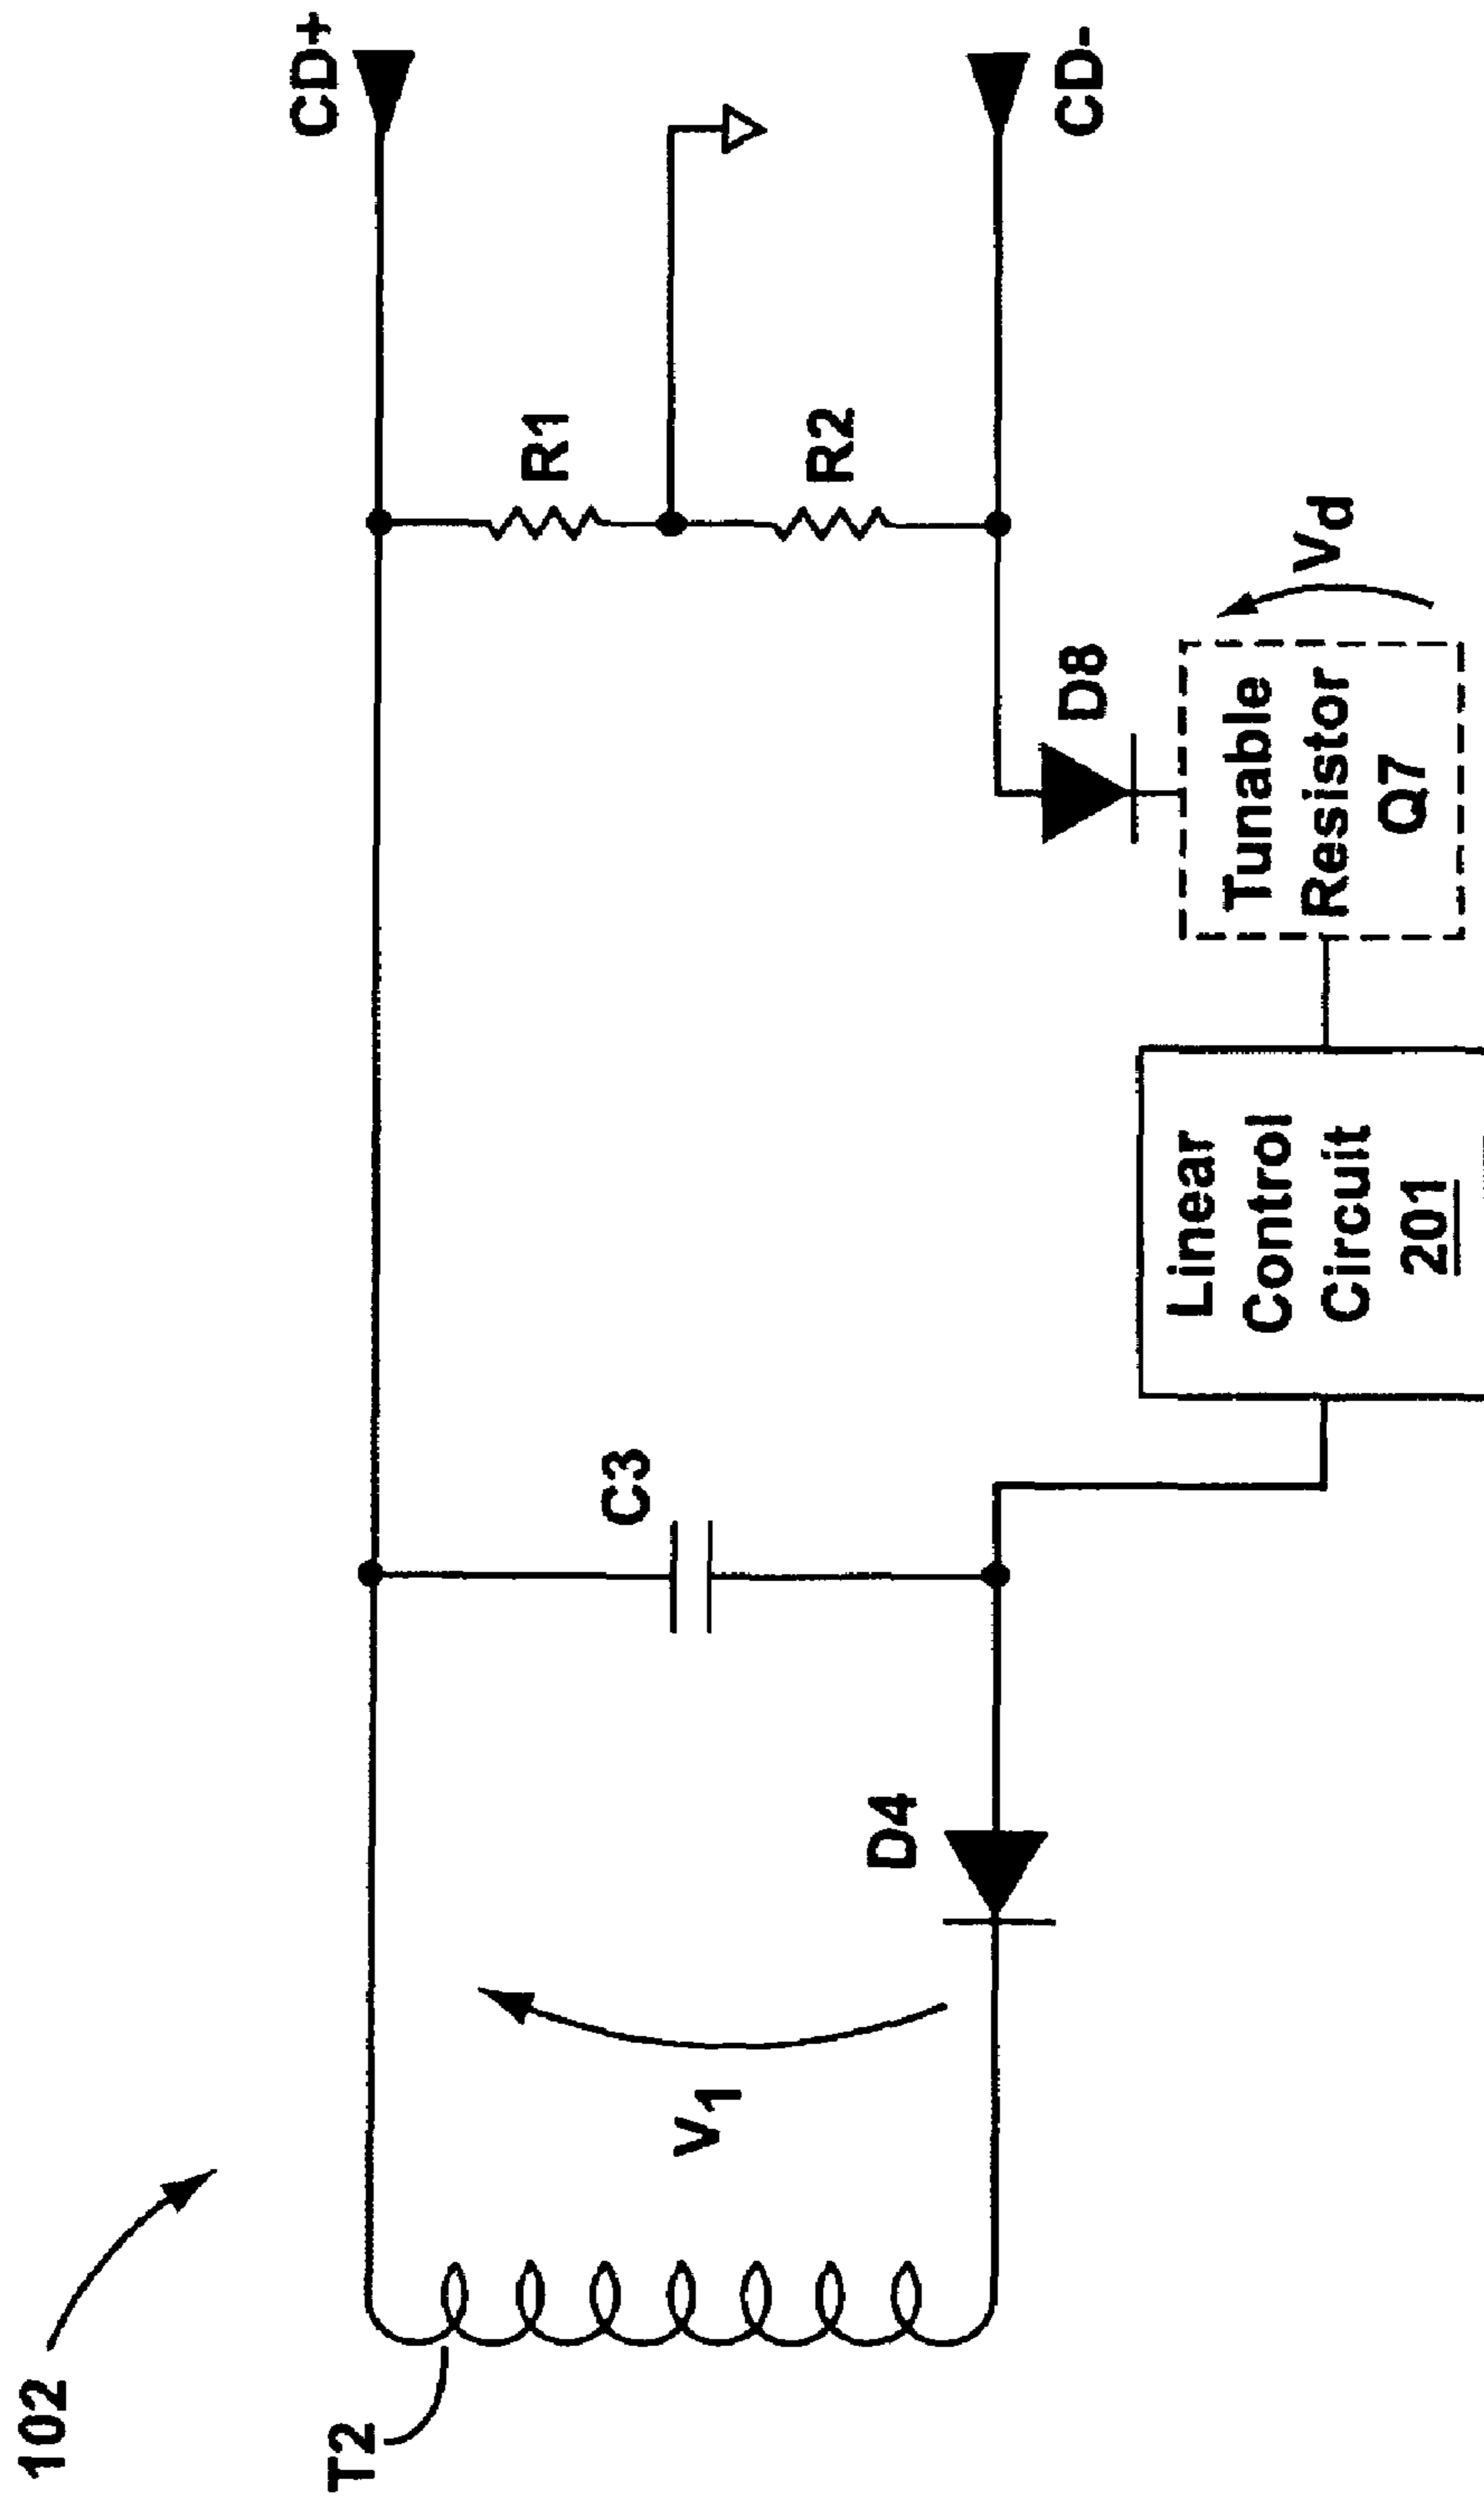 102
T2
V1
D4
C3
Linear
Control
Circuit
201
Tunable
Resistor
Q7
Vd
D8
R1
R2
CD+
CD-